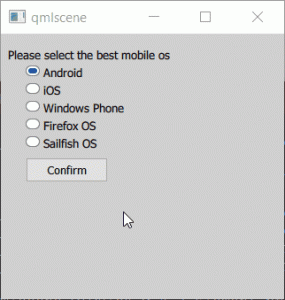 qmlscene
Please select the best mobile os
Android
iOS
Windows Phone
Firefox OS
Sailfish OS
Confirm